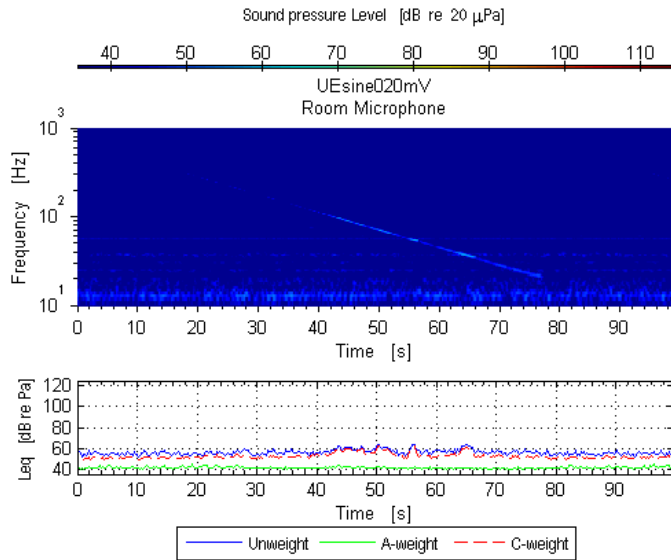 Sound pressure Level [dB re 20 μPa]
40 50 60 70 80 90 100 110
UEsine020mV
Room Microphone
Frequency [Hz]
10^3
10^2
10^1
0 10 20 30 40 50 60 70 80 90
Time [s]
Leq [dB re Pa]
120
100
80
60
40
0 10 20 30 40 50 60 70 80 90
Time [s]
Unweight A-weight C-weight